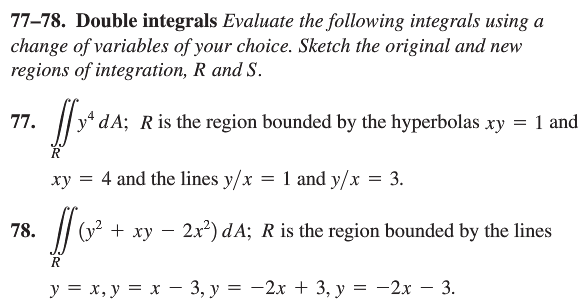 77–78. Double integrals Evaluate the following integrals using a
change of variables of your choice. Sketch the original and new
regions of integration, R and S.
77. ∬_R y⁴ dA; R is the region bounded by the hyperbolas xy = 1 and
xy = 4 and the lines y/x = 1 and y/x = 3.
78. ∬_R (y² + xy − 2x²) dA; R is the region bounded by the lines
y = x, y = x − 3, y = −2x + 3, y = −2x − 3.